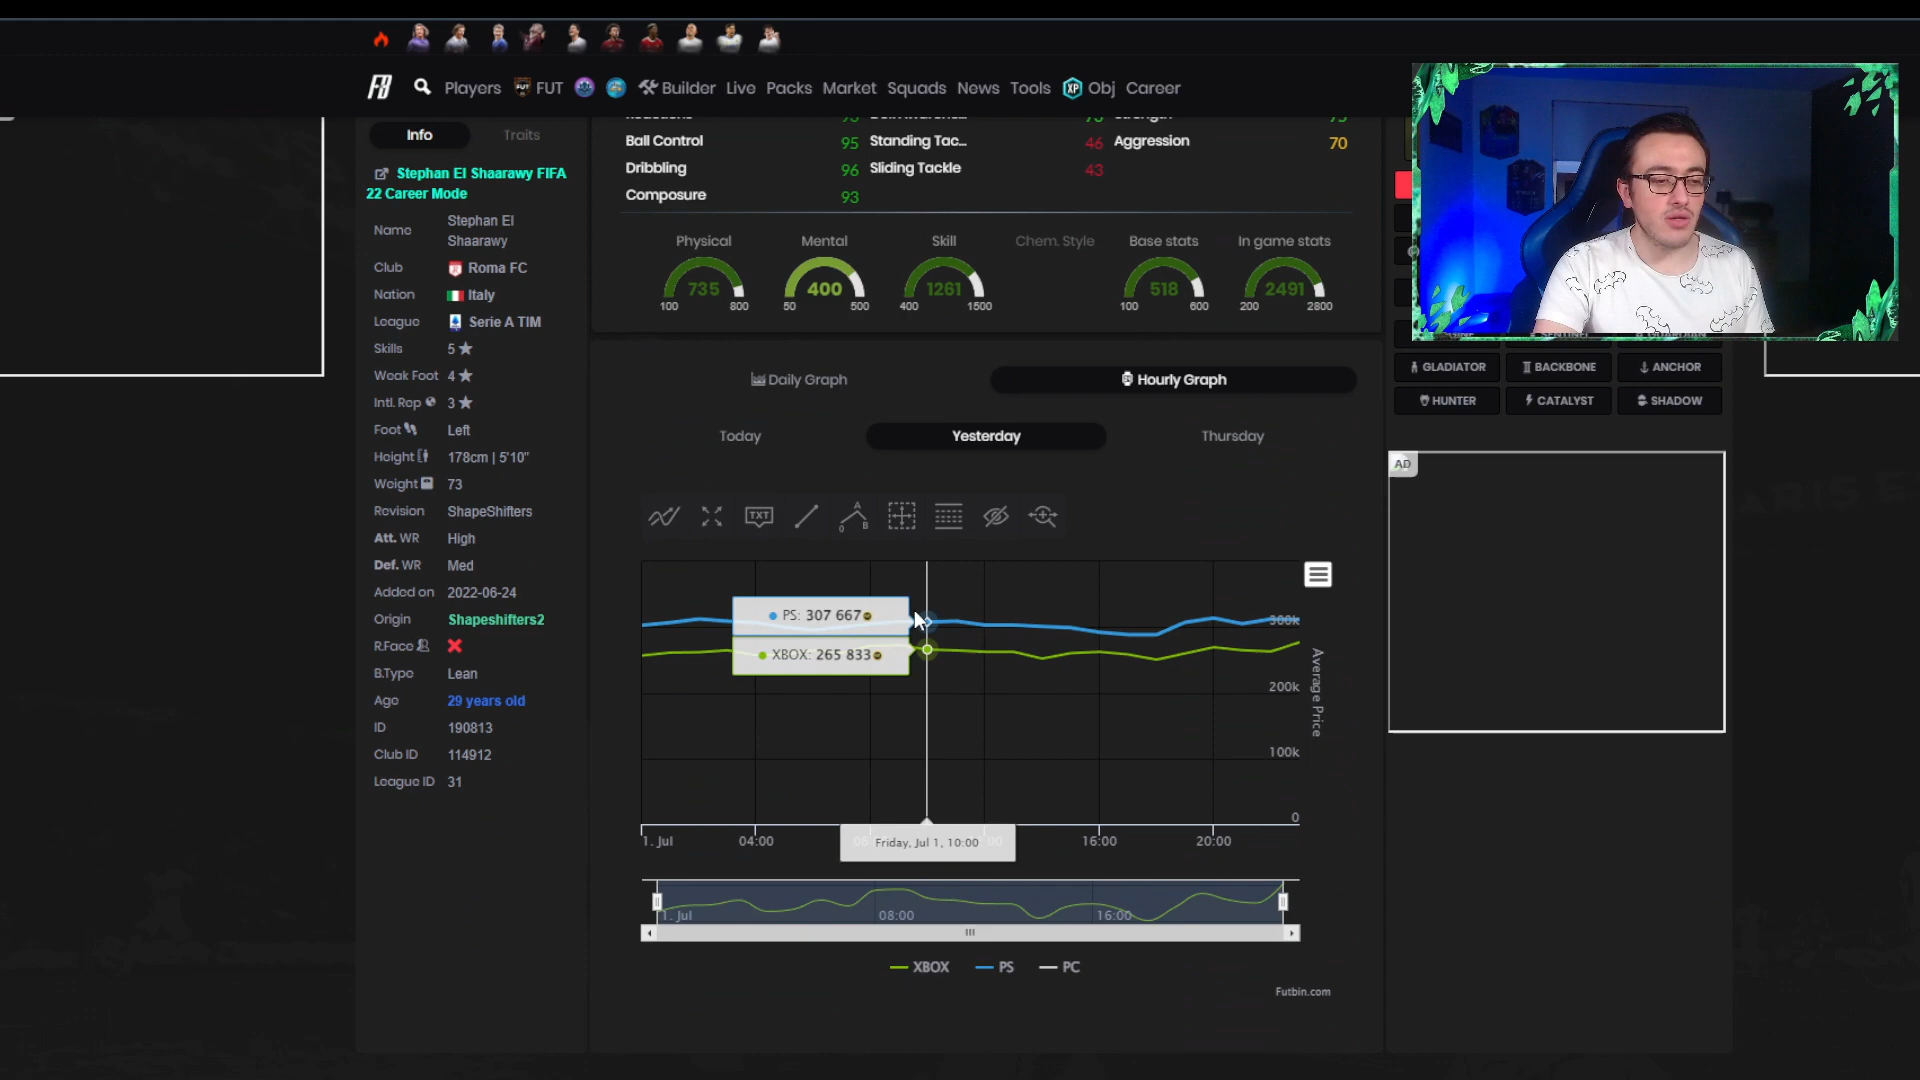 Players FUT Builder Live Packs Market Squads News Tools XP Obj Career
Info Traits
Stephan El Shaarawy FIFA
22 Career Mode
Name Stephan El
Shaarawy
Club Roma FC
Nation Italy
League Serie A TIM
Skills 5
Weak Foot 4
Intl. Rep 3
Foot Left
Height 178cm | 5'10"
Weight 73
Revision ShapeShifters
Att. WR High
Def. WR Med
Added on 2022-06-24
Origin Shapeshifters2
R.Face
B.Type Lean
Age 29 years old
ID 190813
Club ID 114912
League ID 31
Ball Control 95 Standing Tac... 46 Aggression 70
Dribbling 96 Sliding Tackle 43
Composure 93
Physical Mental Skill Chem. Style Base stats In game stats
735 400 1261 518 2491
100 800 50 500 400 1500 100 600 200 2800
Daily Graph Hourly Graph
Today Yesterday Thursday
TXT
PS: 307 667
XBOX: 265 833
300k
200k
100k
0
Average Price
1. Jul 04:00 16:00 20:00
Friday, Jul 1, 10:00
1. Jul 08:00 16:00
XBOX PS PC
Futbin.com
GLADIATOR BACKBONE ANCHOR
HUNTER CATALYST SHADOW
AD